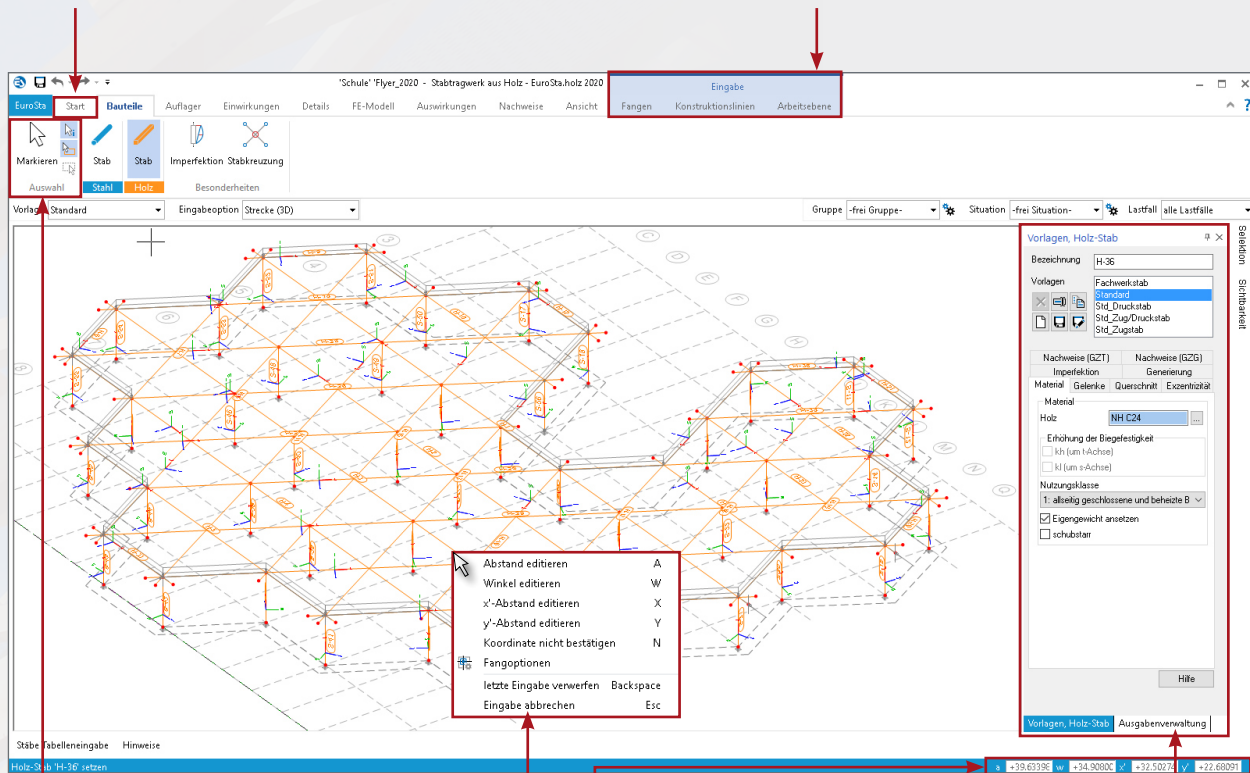 'Schule' 'Flyer_2020 - Stabtragwerk aus Holz - EuroSta.holz 2020
Eingabe
EuroSta Start Bauteile Auflager Einwirkungen Details FE-Modell Auswirkungen Nachweise Ansicht Fangen Konstruktionslinien Arbeitsebene
Markieren Stab Stab Imperfektion Stabkreuzung
Auswahl Stahl Holz Besonderheiten
Vorlage Standard Eingabeoption Strecke (3D) Gruppe -frei Gruppe- Situation -frei Situation- Lastfall alle Lastfälle
Selektion Sichtbarkeit
Vorlagen, Holz-Stab
Bezeichnung H-36
Vorlagen Fachwerkstab
Standard
Std_Druckstab
Std_Zug/Druckstab
Std_Zugstab
Nachweise (GZT) Nachweise (GZG)
Imperfektion Generierung
Material Gelenke Querschnitt Exzentrizität
Material
Holz NH C24 ...
Erhöhung der Biegefestigkeit
kh (um t-Achse)
kl (um s-Achse)
Nutzungsklasse
1: allseitig geschlossene und beheizte B
Eigengewicht ansetzen
schubstarr
Hilfe
Vorlagen, Holz-Stab Ausgabenverwaltung
Abstand editieren A
Winkel editieren W
x'-Abstand editieren X
y'-Abstand editieren Y
Koordinate nicht bestätigen N
Fangoptionen
letzte Eingabe verwerfen Backspace
Eingabe abbrechen Esc
Stäbe Tabelleneingabe Hinweise
Holz-Stab 'H-36' setzen a +39.6339 w +34.9080 x' +32.50274 y' +22.68091